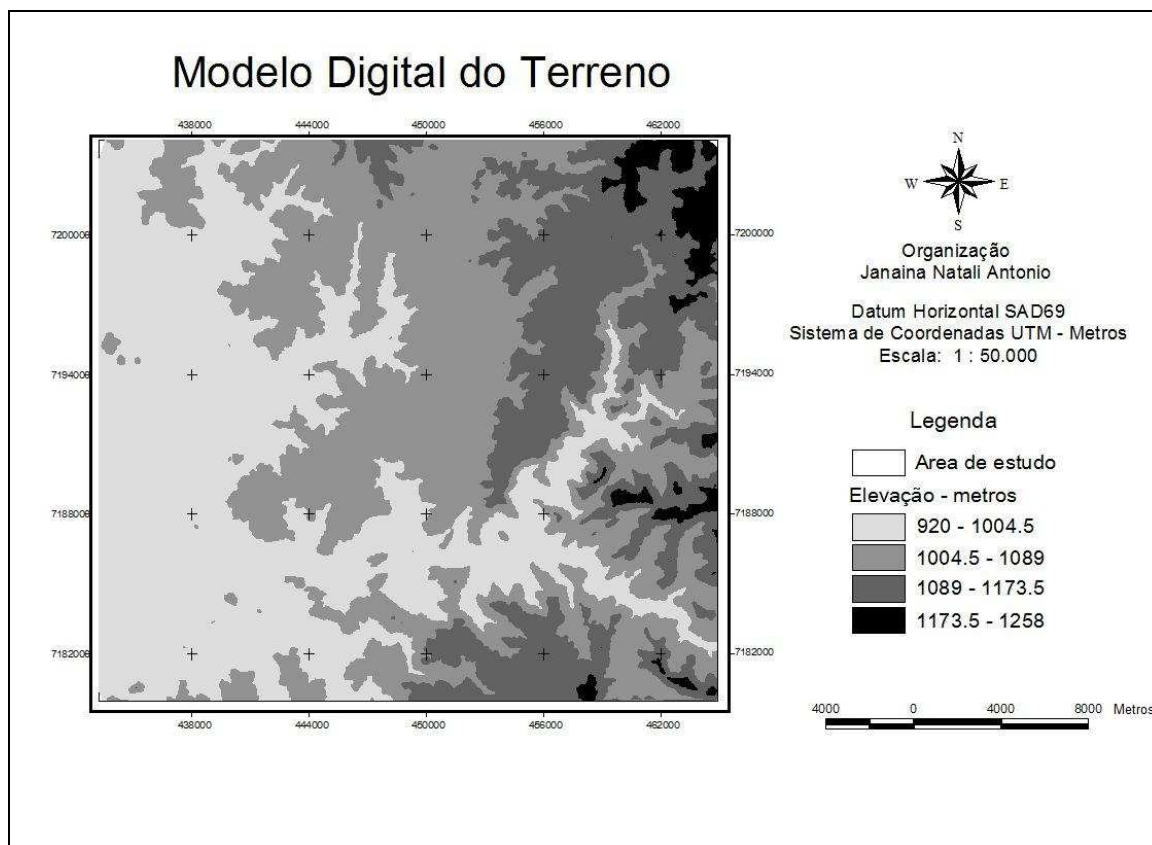 Modelo Digital do Terreno
438000 444000 450000 456000 462000
7200000 7200000
7194000 7194000
7188000 7188000
7182000 7182000
438000 444000 450000 456000 462000
N
W E
S
Organização
Janaina Natali Antonio
Datum Horizontal SAD69
Sistema de Coordenadas UTM - Metros
Escala: 1 : 50.000
Legenda
Area de estudo
Elevação - metros
920 - 1004.5
1004.5 - 1089
1089 - 1173.5
1173.5 - 1258
4000 0 4000 8000 Metros